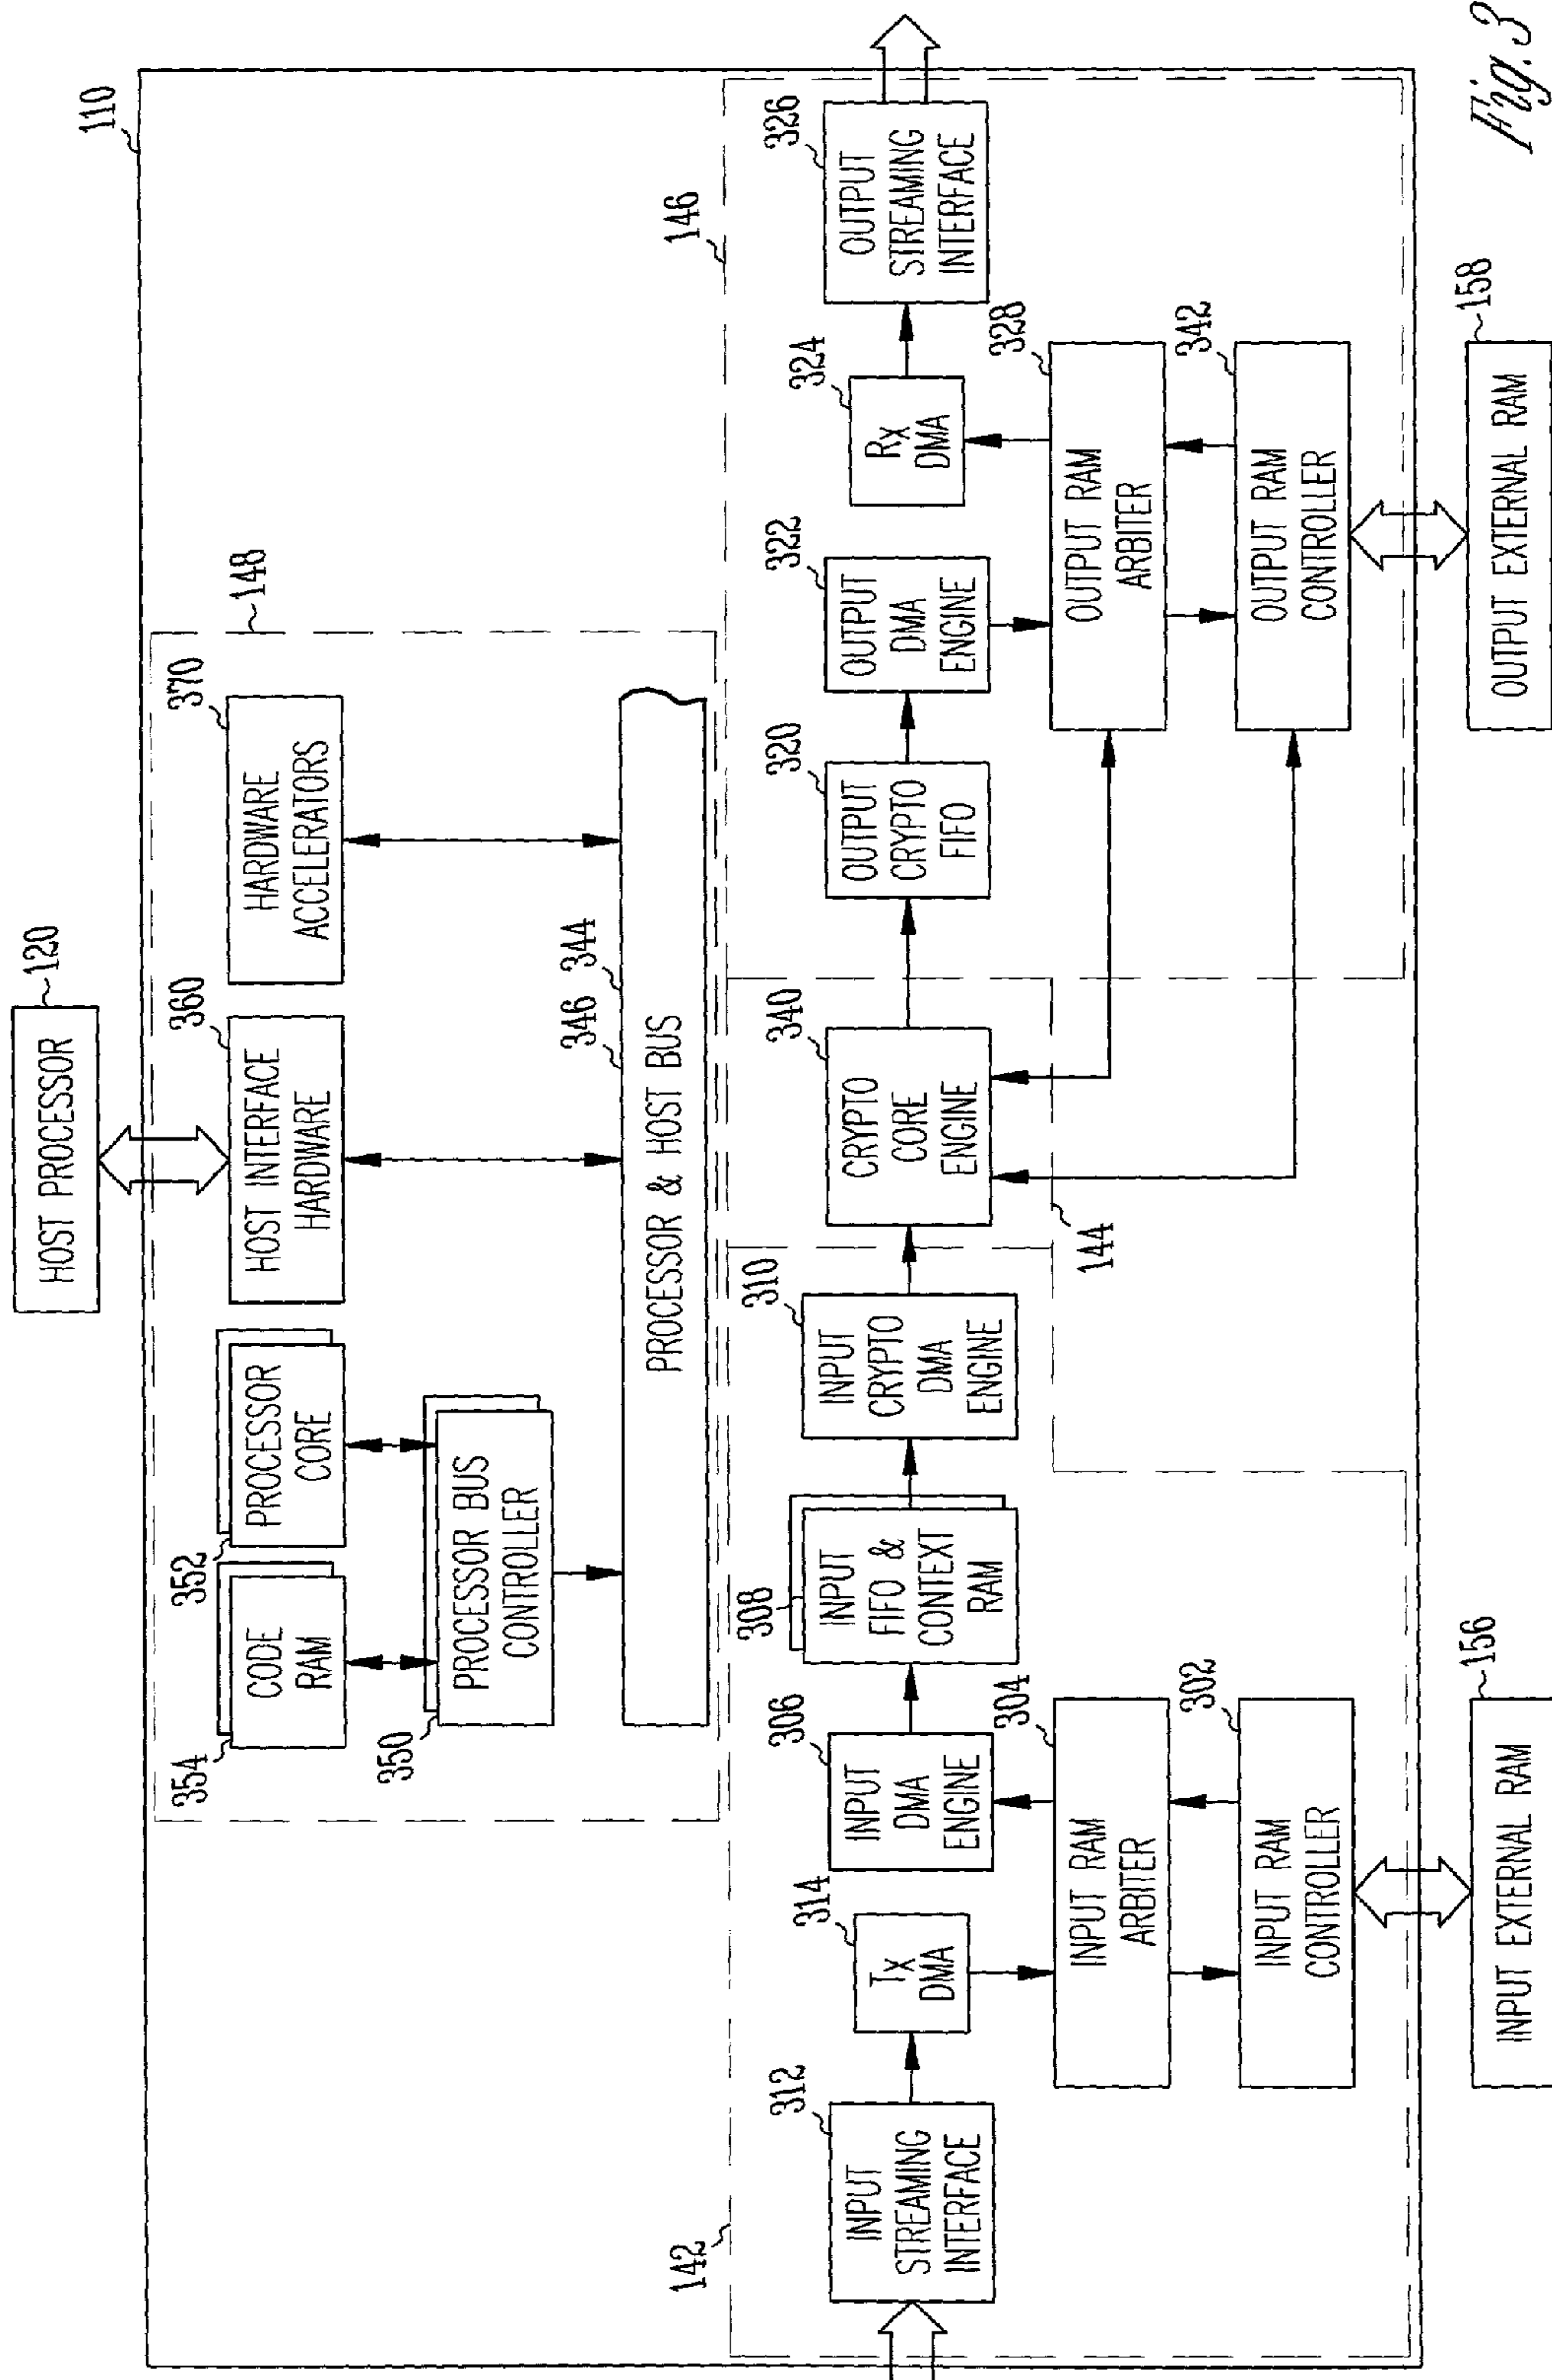 HOST PROCESSOR
120
110
148
354
CODE
RAM
352
PROCESSOR
CORE
360
HOST INTERFACE
HARDWARE
370
HARDWARE
ACCELERATORS
350
PROCESSOR BUS
CONTROLLER
346
344
PROCESSOR & HOST BUS
142
312
INPUT
STREAMING
INTERFACE
314
Tx
DMA
306
INPUT
DMA
ENGINE
308
INPUT
FIFO &
CONTEXT
RAM
310
INPUT
CRYPTO
DMA
ENGINE
340
CRYPTO
CORE
ENGINE
144
146
320
OUTPUT
CRYPTO
FIFO
322
OUTPUT
DMA
ENGINE
324
Rx
DMA
326
OUTPUT
STREAMING
INTERFACE
304
INPUT RAM
ARBITER
302
INPUT RAM
CONTROLLER
328
OUTPUT RAM
ARBITER
342
OUTPUT RAM
CONTROLLER
156
INPUT EXTERNAL RAM
158
OUTPUT EXTERNAL RAM
Fig. 3